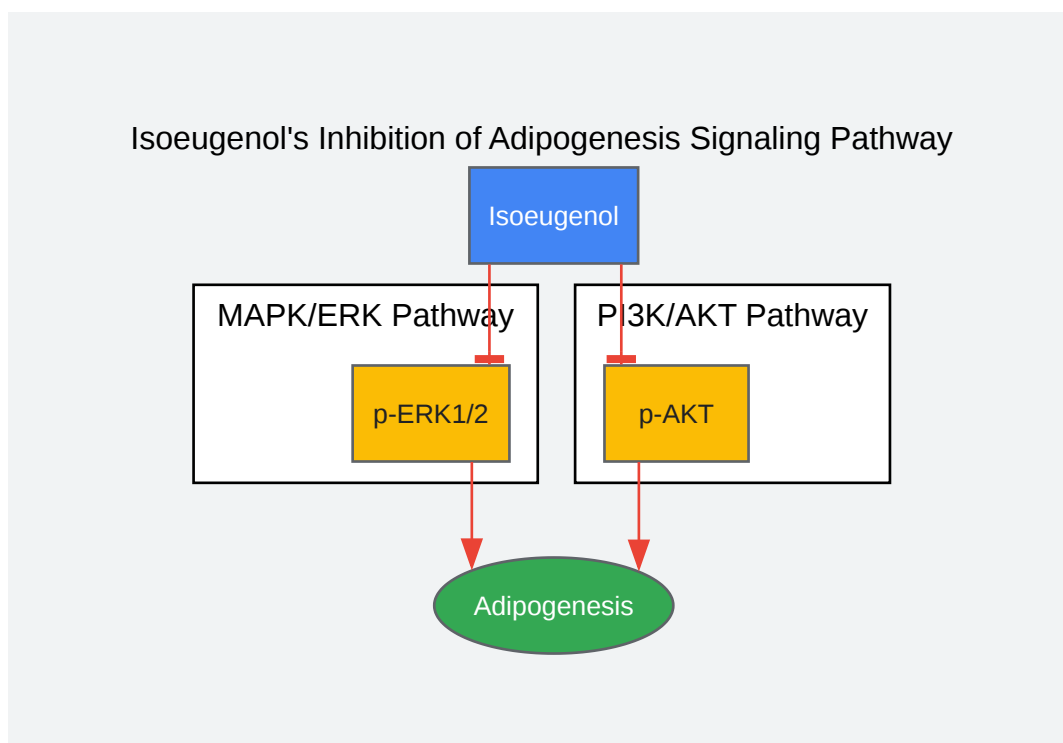 Isoeugenol's Inhibition of Adipogenesis Signaling Pathway
Isoeugenol
MAPK/ERK Pathway
PI3K/AKT Pathway
p-ERK1/2
p-AKT
Adipogenesis